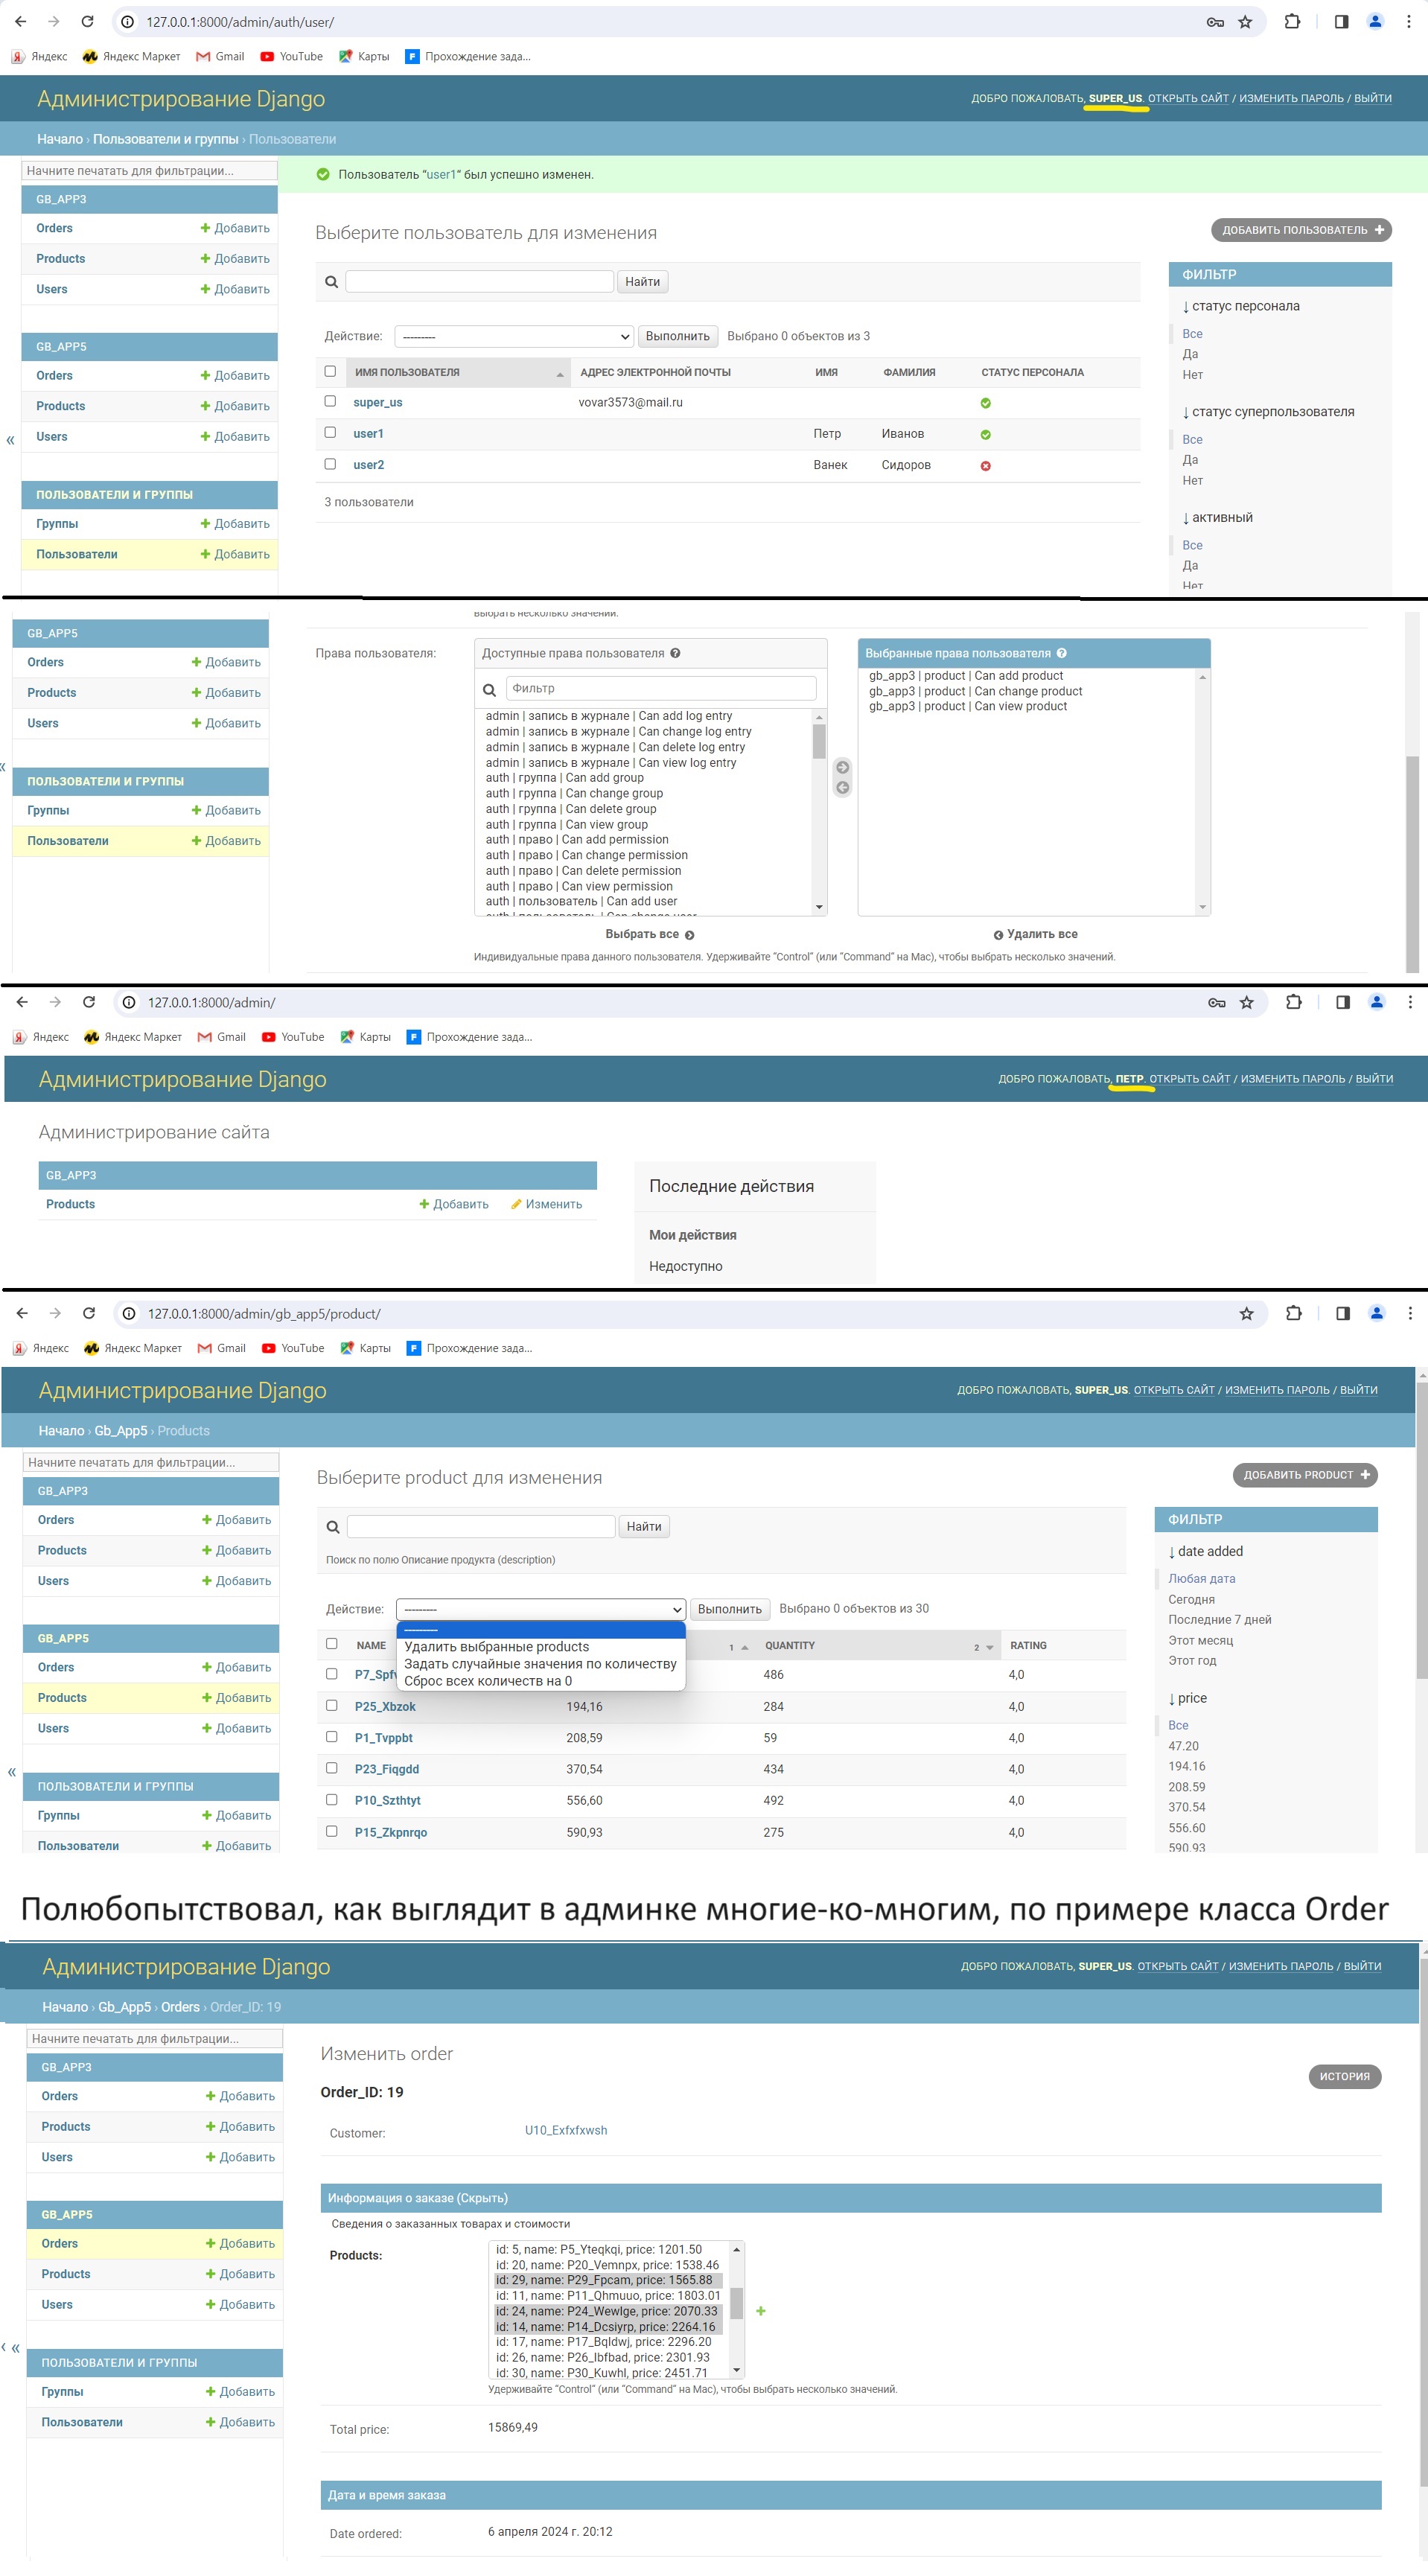 127.0.0.1:8000/admin/auth/user/
Яндекс Яндекс Маркет Gmail YouTube Карты Прохождение зада...
Администрирование Django
ДОБРО ПОЖАЛОВАТЬ, SUPER_US. ОТКРЫТЬ САЙТ / ИЗМЕНИТЬ ПАРОЛЬ / ВЫЙТИ
Начало › Пользователи и группы › Пользователи
Начните печатать для фильтрации...
GB_APP3
Orders Добавить
Products Добавить
Users Добавить
GB_APP5
Orders Добавить
Products Добавить
Users Добавить
«
ПОЛЬЗОВАТЕЛИ И ГРУППЫ
Группы Добавить
Пользователи Добавить
Пользователь “user1” был успешно изменен.
Выберите пользователь для изменения
ДОБАВИТЬ ПОЛЬЗОВАТЕЛЬ
Найти
Действие: --------- Выполнить Выбрано 0 объектов из 3
ИМЯ ПОЛЬЗОВАТЕЛЯ АДРЕС ЭЛЕКТРОННОЙ ПОЧТЫ ИМЯ ФАМИЛИЯ СТАТУС ПЕРСОНАЛА
super_us vovar3573@mail.ru
user1 Петр Иванов
user2 Ванек Сидоров
3 пользователи
ФИЛЬТР
↓ статус персонала
Все
Да
Нет
↓ статус суперпользователя
Все
Да
Нет
↓ активный
Все
Да
Нет
GB_APP5
Orders Добавить
Products Добавить
Users Добавить
«
ПОЛЬЗОВАТЕЛИ И ГРУППЫ
Группы Добавить
Пользователи Добавить
выбрать несколько значений.
Права пользователя:
Доступные права пользователя
Фильтр
admin | запись в журнале | Can add log entry
admin | запись в журнале | Can change log entry
admin | запись в журнале | Can delete log entry
admin | запись в журнале | Can view log entry
auth | группа | Can add group
auth | группа | Can change group
auth | группа | Can delete group
auth | группа | Can view group
auth | право | Can add permission
auth | право | Can change permission
auth | право | Can delete permission
auth | право | Can view permission
auth | пользователь | Can add user
auth | пользователь | Can change user
Выбрать все
Выбранные права пользователя
gb_app3 | product | Can add product
gb_app3 | product | Can change product
gb_app3 | product | Can view product
Удалить все
Индивидуальные права данного пользователя. Удерживайте “Control” (или “Command” на Mac), чтобы выбрать несколько значений.
127.0.0.1:8000/admin/
Яндекс Яндекс Маркет Gmail YouTube Карты Прохождение зада...
Администрирование Django
ДОБРО ПОЖАЛОВАТЬ, ПЕТР. ОТКРЫТЬ САЙТ / ИЗМЕНИТЬ ПАРОЛЬ / ВЫЙТИ
Администрирование сайта
GB_APP3
Products Добавить Изменить
Последние действия
Мои действия
Недоступно
127.0.0.1:8000/admin/gb_app5/product/
Яндекс Яндекс Маркет Gmail YouTube Карты Прохождение зада...
Администрирование Django
ДОБРО ПОЖАЛОВАТЬ, SUPER_US. ОТКРЫТЬ САЙТ / ИЗМЕНИТЬ ПАРОЛЬ / ВЫЙТИ
Начало › Gb_App5 › Products
Начните печатать для фильтрации...
GB_APP3
Orders Добавить
Products Добавить
Users Добавить
GB_APP5
Orders Добавить
Products Добавить
Users Добавить
«
ПОЛЬЗОВАТЕЛИ И ГРУППЫ
Группы Добавить
Пользователи Добавить
Выберите product для изменения
ДОБАВИТЬ PRODUCT
Найти
Поиск по полю Описание продукта (description)
Действие: --------- Выполнить Выбрано 0 объектов из 30
---------
Удалить выбранные products
Задать случайные значения по количеству
Сброс всех количеств на 0
NAME 1 QUANTITY 2 RATING
486 4,0
P25_Xbzok 194,16 284 4,0
P1_Tvppbt 208,59 59 4,0
P23_Fiqgdd 370,54 434 4,0
P10_Szthtyt 556,60 492 4,0
P15_Zkpnrqo 590,93 275 4,0
ФИЛЬТР
↓ date added
Любая дата
Сегодня
Последние 7 дней
Этот месяц
Этот год
↓ price
Все
47.20
194.16
208.59
370.54
556.60
590.93
Полюбопытствовал, как выглядит в админке многие-ко-многим, по примере класса Order
Администрирование Django
ДОБРО ПОЖАЛОВАТЬ, SUPER_US. ОТКРЫТЬ САЙТ / ИЗМЕНИТЬ ПАРОЛЬ / ВЫЙТИ
Начало › Gb_App5 › Orders › Order_ID: 19
Начните печатать для фильтрации...
GB_APP3
Orders Добавить
Products Добавить
Users Добавить
GB_APP5
Orders Добавить
Products Добавить
Users Добавить
‹ «
ПОЛЬЗОВАТЕЛИ И ГРУППЫ
Группы Добавить
Пользователи Добавить
Изменить order
ИСТОРИЯ
Order_ID: 19
Customer: U10_Exfxfxwsh
Информация о заказе (Скрыть)
Сведения о заказанных товарах и стоимости
Products:
id: 5, name: P5_Yteqkqi, price: 1201.50
id: 20, name: P20_Vemnpx, price: 1538.46
id: 29, name: P29_Fpcam, price: 1565.88
id: 11, name: P11_Qhmuuo, price: 1803.01
id: 24, name: P24_Wewlge, price: 2070.33
id: 14, name: P14_Dcsiyrp, price: 2264.16
id: 17, name: P17_Bqldwj, price: 2296.20
id: 26, name: P26_Ibfbad, price: 2301.93
id: 30, name: P30_Kuwhl, price: 2451.71
Удерживайте “Control” (или “Command” на Mac), чтобы выбрать несколько значений.
Total price: 15869,49
Дата и время заказа
Date ordered: 6 апреля 2024 г. 20:12